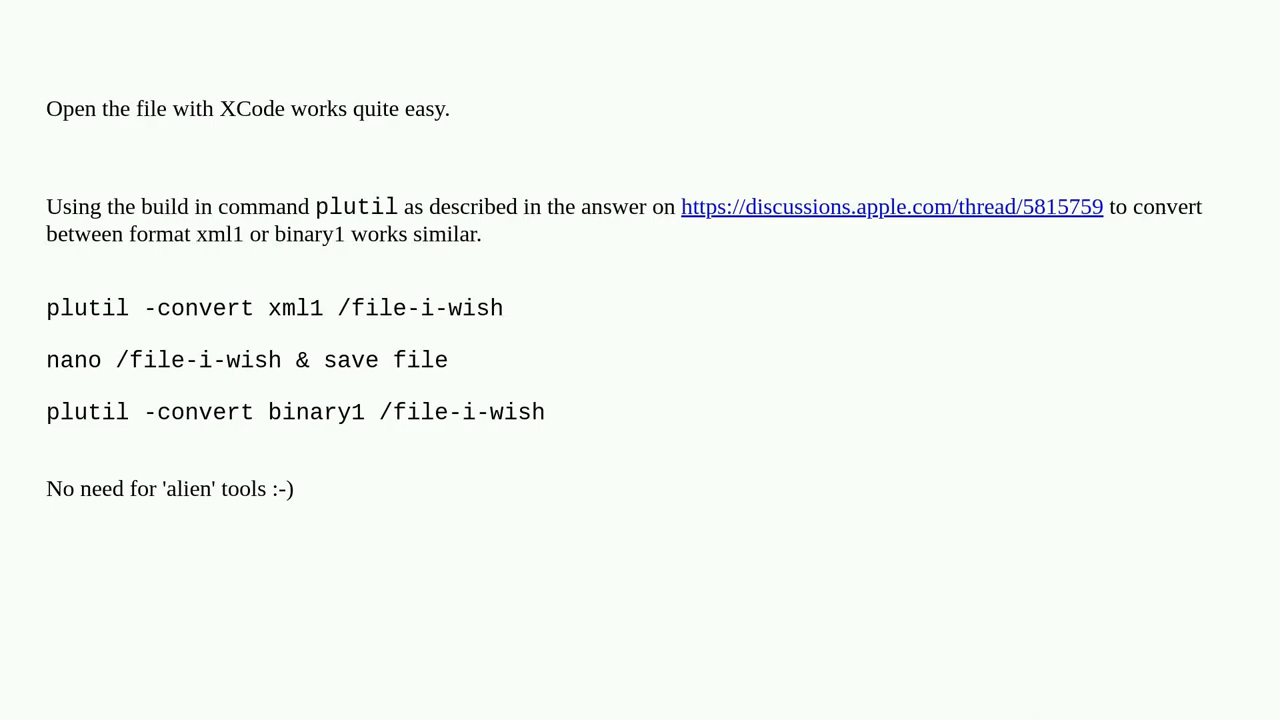 Open the file with XCode works quite easy.
Using the build in command plutil as described in the answer on https://discussions.apple.com/thread/5815759 to convert
between format xml1 or binary1 works similar.
plutil -convert xml1 /file-i-wish
nano /file-i-wish & save file
plutil -convert binary1 /file-i-wish
No need for 'alien' tools :-)